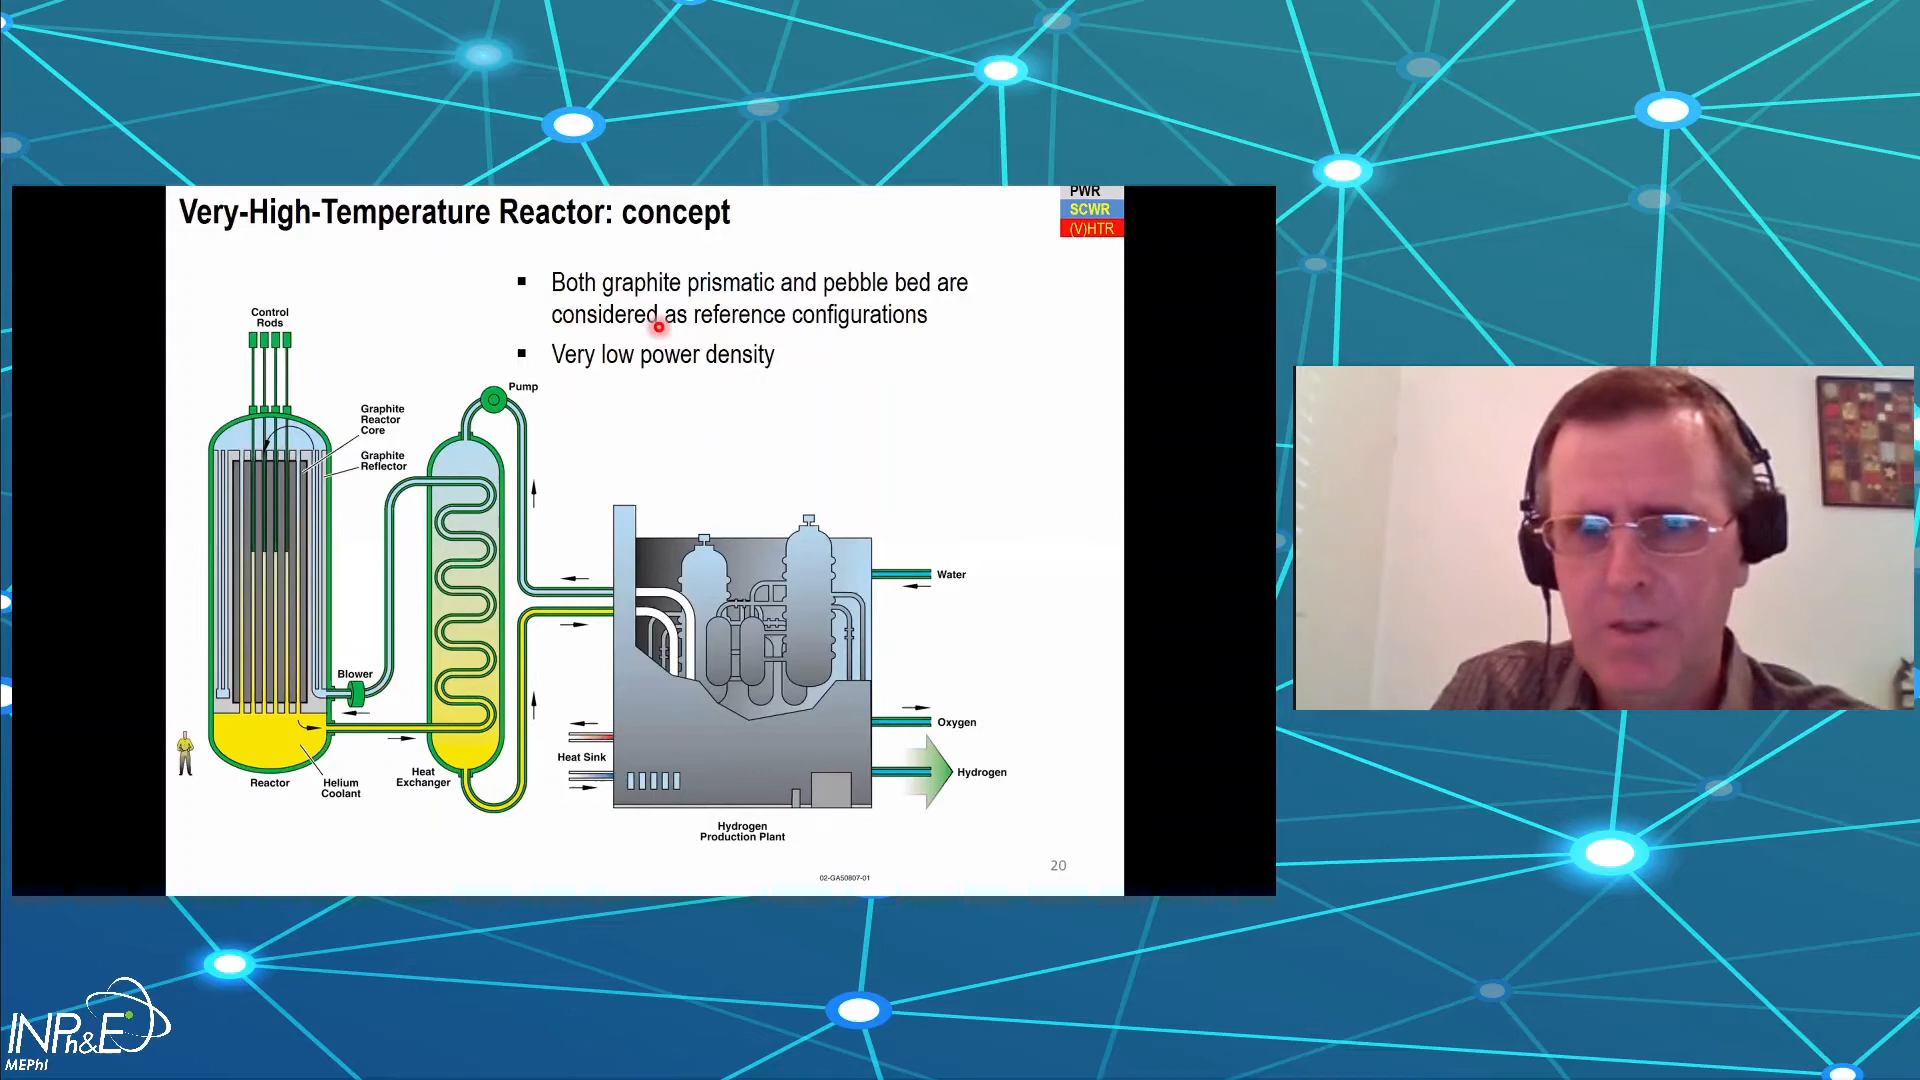 Very-High-Temperature Reactor: concept
PWR
SCWR
(V)HTR
▪ Both graphite prismatic and pebble bed are
considered as reference configurations
▪ Very low power density
Control
Rods
Pump
Graphite
Reactor
Core
Graphite
Reflector
Blower
Water
Oxygen
Heat Sink
Hydrogen
Heat
Exchanger
Reactor
Helium
Coolant
Hydrogen
Production Plant
20
02-GA50807-01
INPh&E
MEPhI